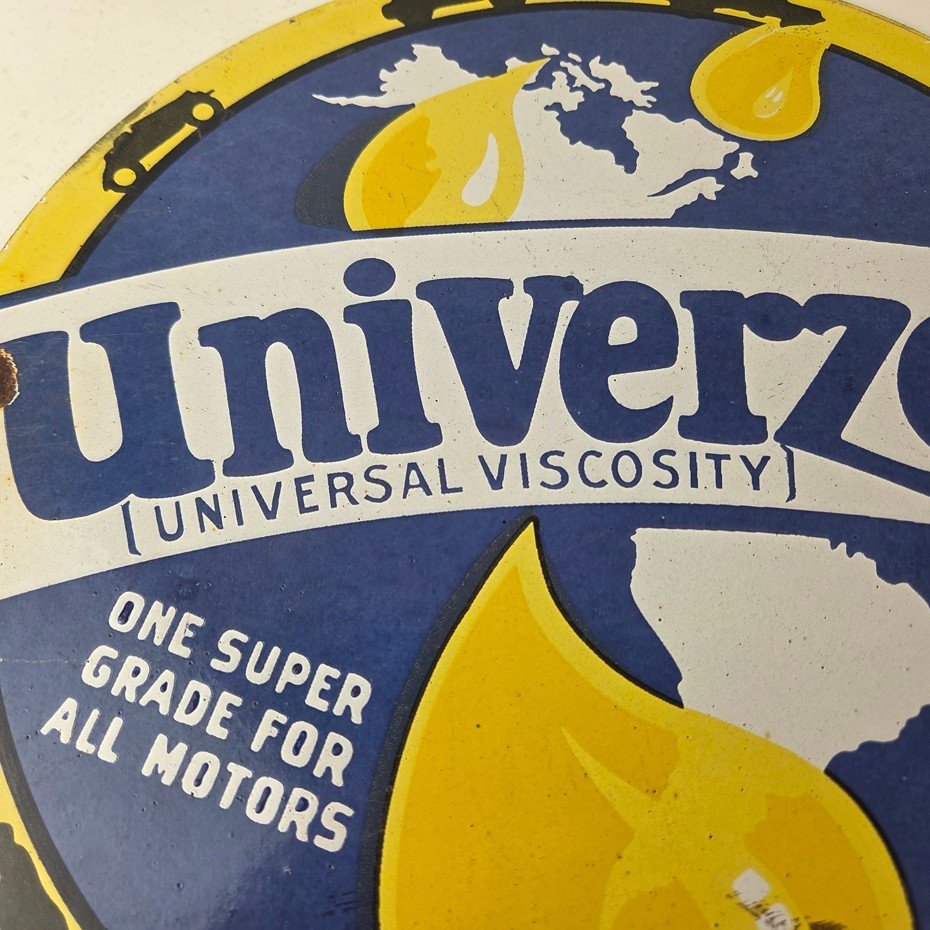 Univerz
[UNIVERSAL VISCOSITY]
ONE SUPER
GRADE FOR
ALL MOTORS